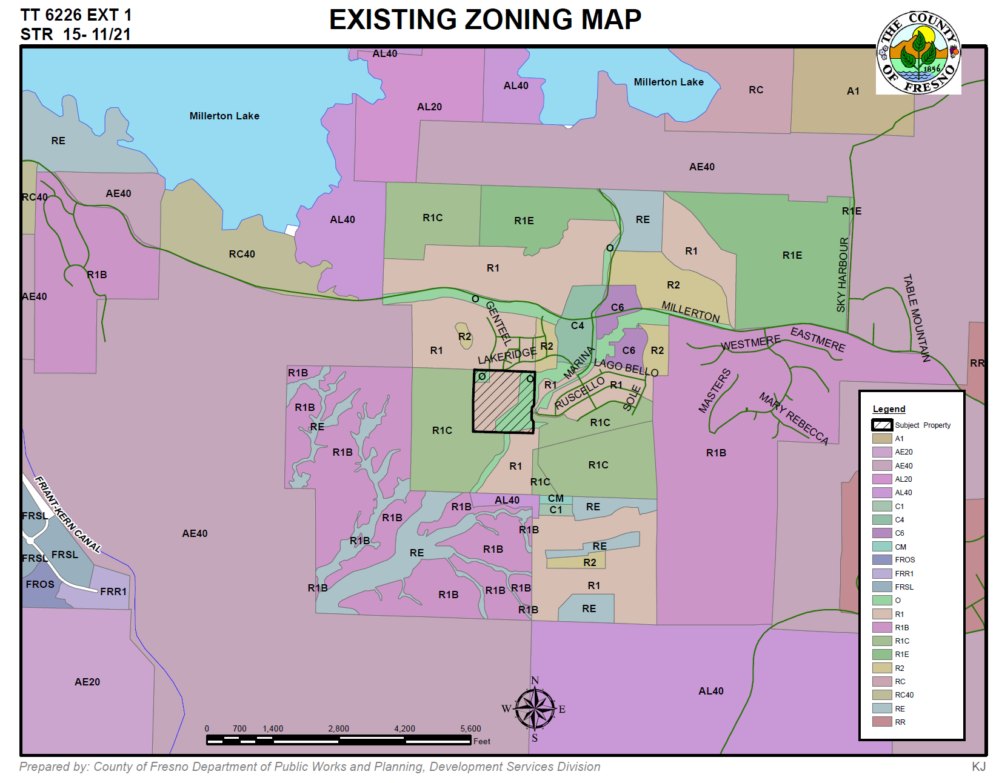 TT 6226 EXT 1
STR 15- 11/21
EXISTING ZONING MAP
THE COUNTY
OF FRESNO
1856
AL40
AL40
Millerton Lake
RC
A1
AL20
Millerton Lake
RE
AE40
AE40
RC40
R1C
R1E
AL40
RE
R1E
RC40
R1
R1E
R1
O
SKY HARBOUR
R1B
R2
TABLE MOUNTAIN
AE40
O
GENTEEL
C6
MILLERTON
C4
R2
R1
LAKERIDGE
R2
C6
R2
WESTMERE
EASTMERE
MARINA
LAGO BELLO
RR
R1B
O
O
R1
RUSCELLO
R1
SOLE
MASTERS
MARY REBECCA
R1B
RE
R1C
R1C
R1B
R1B
R1
R1C
R1C
FRIANT-KERN CANAL
AL40
CM
R1B
C1
RE
FRSL
R1B
AE40
R1B
R1B
RE
FRSL
FRSL
RE
R1B
R2
FROS
FRR1
R1B
R1B
R1B
R1B
R1
R1B
RE
AE20
AL40
N
W
E
S
0 700 1,400 2,800 4,200 5,600
Feet
Legend
Subject Property
A1
AE20
AE40
AL20
AL40
C1
C4
C6
CM
FROS
FRR1
FRSL
O
R1
R1B
R1C
R1E
R2
RC
RC40
RE
RR
Prepared by: County of Fresno Department of Public Works and Planning, Development Services Division
KJ